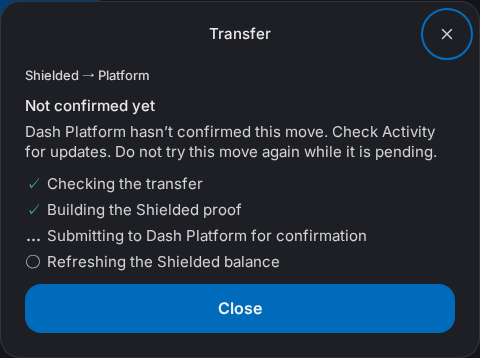 Transfer
Shielded → Platform
Not confirmed yet
Dash Platform hasn’t confirmed this move. Check Activity
for updates. Do not try this move again while it is pending.
✓ Checking the transfer
✓ Building the Shielded proof
... Submitting to Dash Platform for confirmation
○ Refreshing the Shielded balance
Close